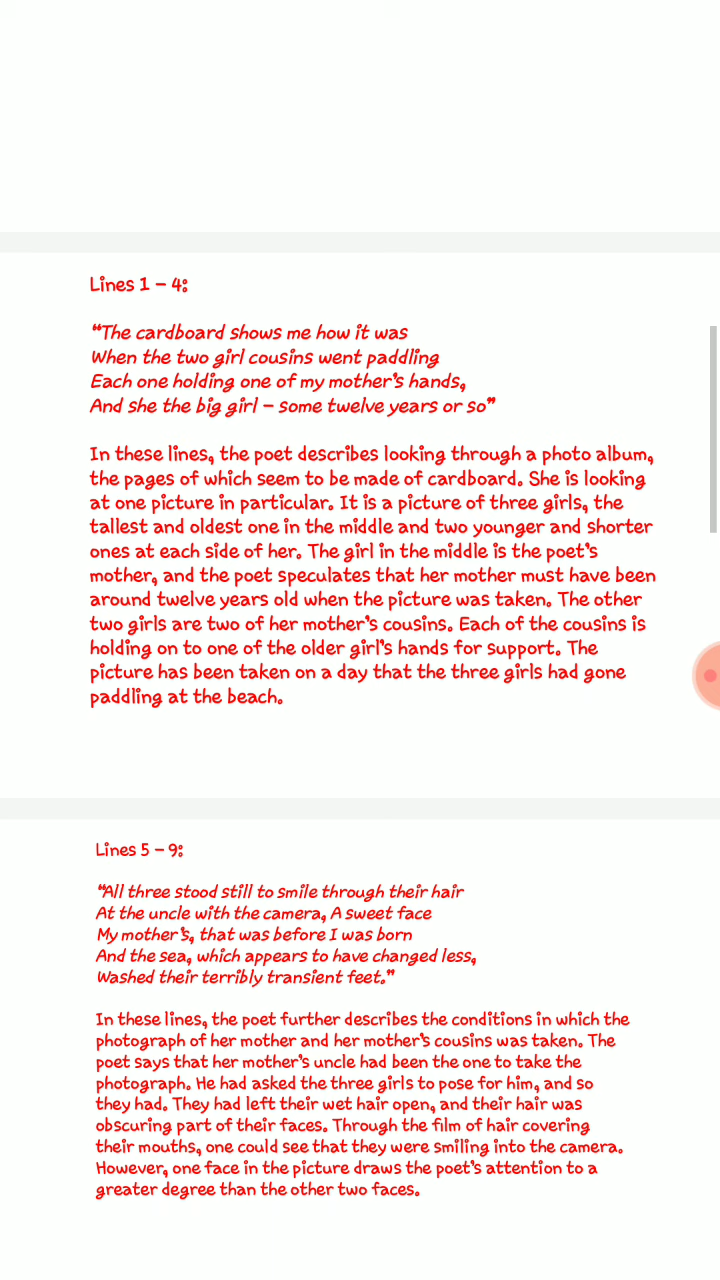 Lines 1 – 4:
“The cardboard shows me how it was
When the two girl cousins went paddling
Each one holding one of my mother’s hands,
And she the big girl – some twelve years or so”
In these lines, the poet describes looking through a photo album,
the pages of which seem to be made of cardboard. She is looking
at one picture in particular. It is a picture of three girls, the
tallest and oldest one in the middle and two younger and shorter
ones at each side of her. The girl in the middle is the poet’s
mother, and the poet speculates that her mother must have been
around twelve years old when the picture was taken. The other
two girls are two of her mother’s cousins. Each of the cousins is
holding on to one of the older girl’s hands for support. The
picture has been taken on a day that the three girls had gone
paddling at the beach.
Lines 5 – 9:
“All three stood still to smile through their hair
At the uncle with the camera, A sweet face
My mother’s, that was before I was born
And the sea, which appears to have changed less,
Washed their terribly transient feet.”
In these lines, the poet further describes the conditions in which the
photograph of her mother and her mother’s cousins was taken. The
poet says that her mother’s uncle had been the one to take the
photograph. He had asked the three girls to pose for him, and so
they had. They had left their wet hair open, and their hair was
obscuring part of their faces. Through the film of hair covering
their mouths, one could see that they were smiling into the camera.
However, one face in the picture draws the poet’s attention to a
greater degree than the other two faces.